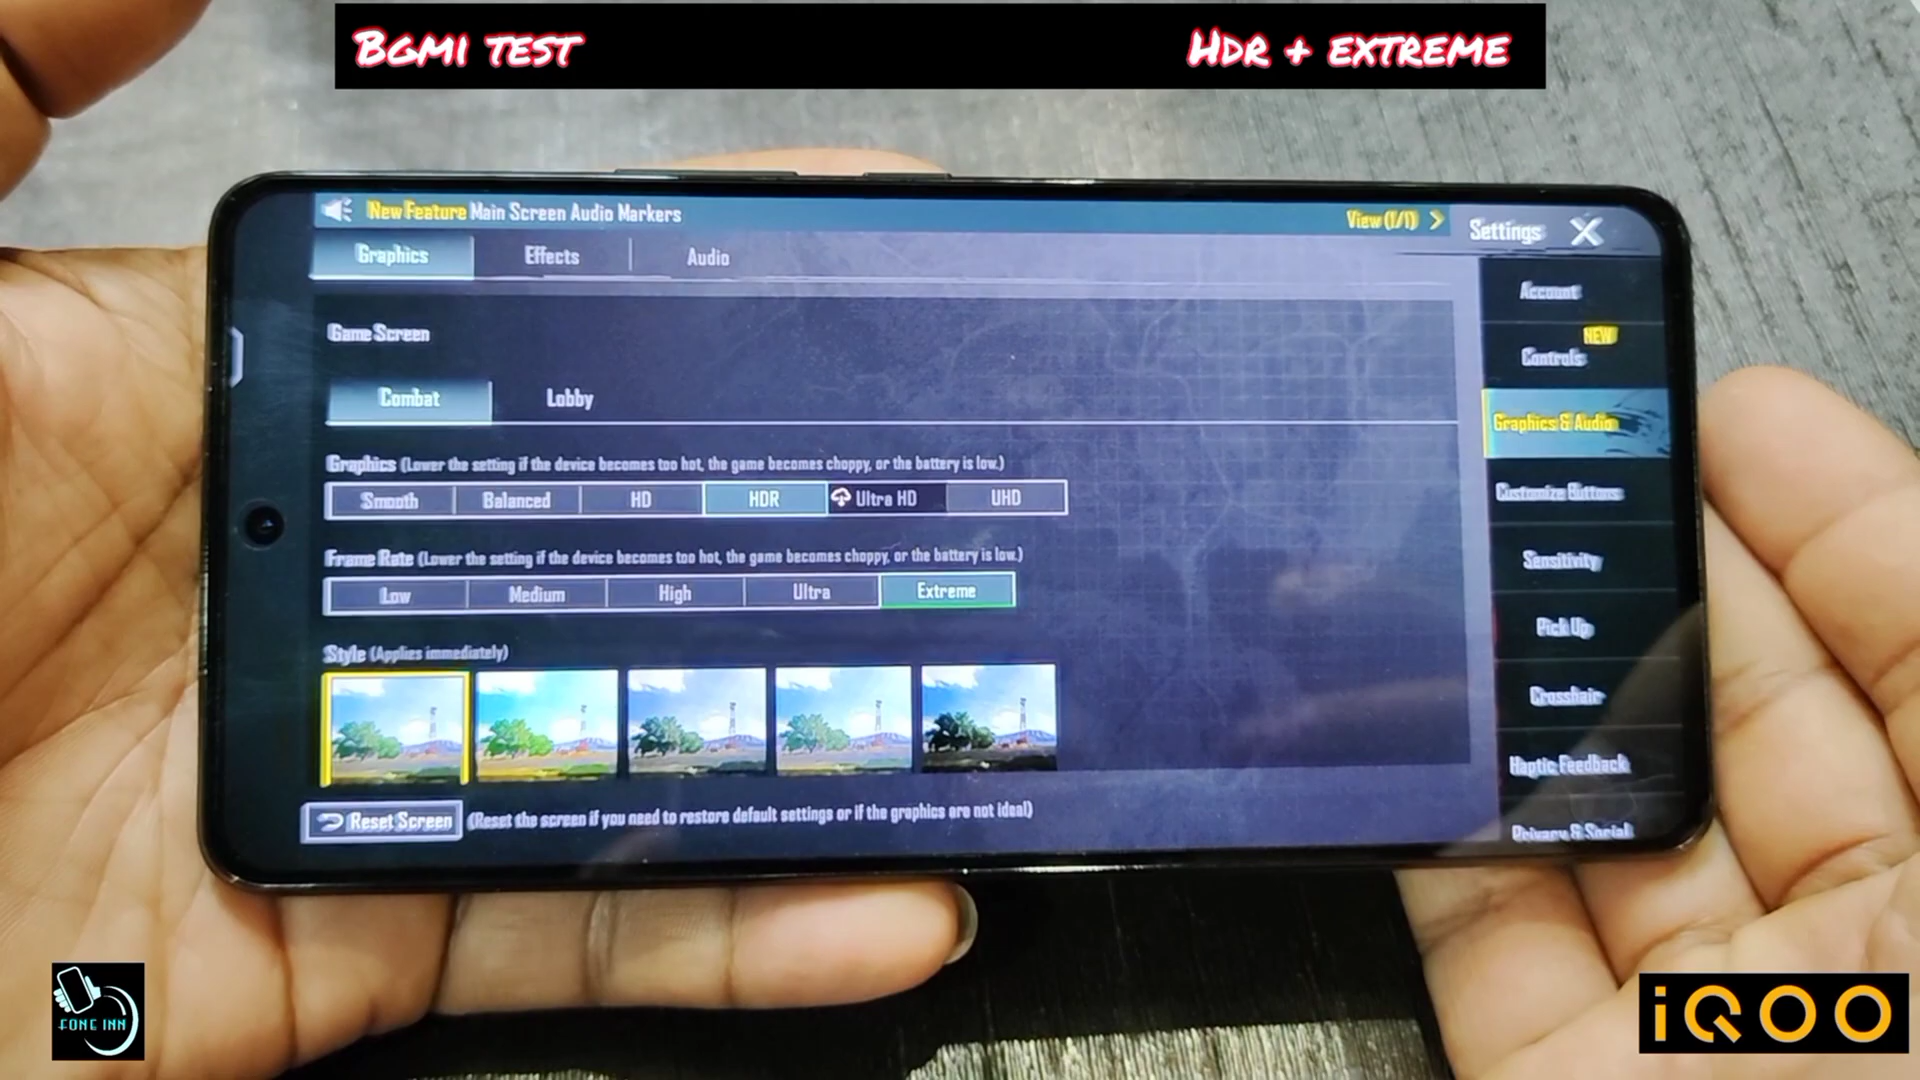 BGMI TEST
HDR + EXTREME
New Feature Main Screen Audio Markers
View (1/1)
Settings
Graphics
Effects
Audio
Account
Game Screen
NEW
Controls
Combat
Lobby
Graphics & Audio
Graphics (Lower the setting if the device becomes too hot, the game becomes choppy, or the battery is low.)
Smooth
Balanced
HD
HDR
Ultra HD
UHD
Customize Buttons
Frame Rate (Lower the setting if the device becomes too hot, the game becomes choppy, or the battery is low.)
Sensitivity
Low
Medium
High
Ultra
Extreme
Pick Up
Style (Applies immediately)
Crosshair
Haptic Feedback
Reset Screen
(Reset the screen if you need to restore default settings or if the graphics are not ideal)
Privacy & Social
FONE INN
iQOO